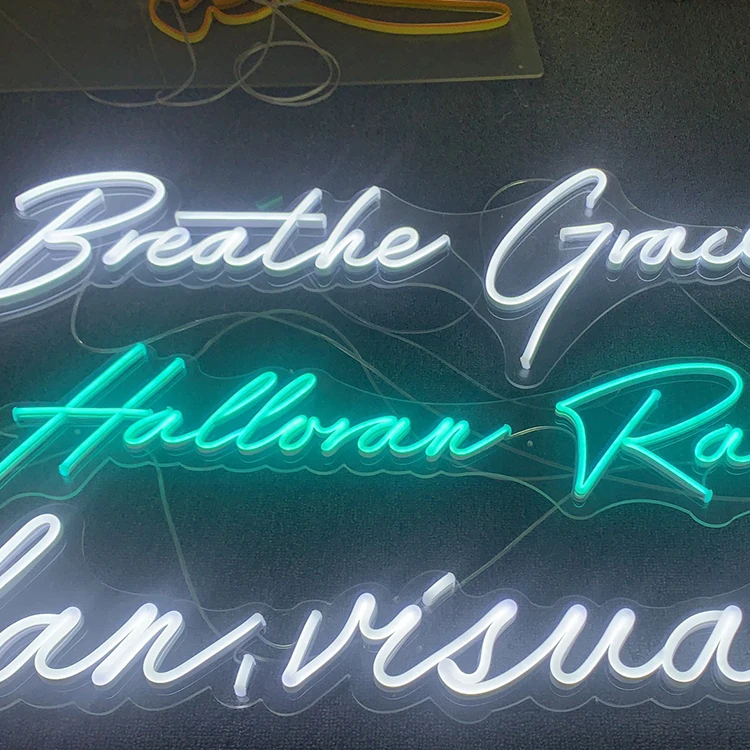 Breathe Grac
Halloran Ra
lan, visua